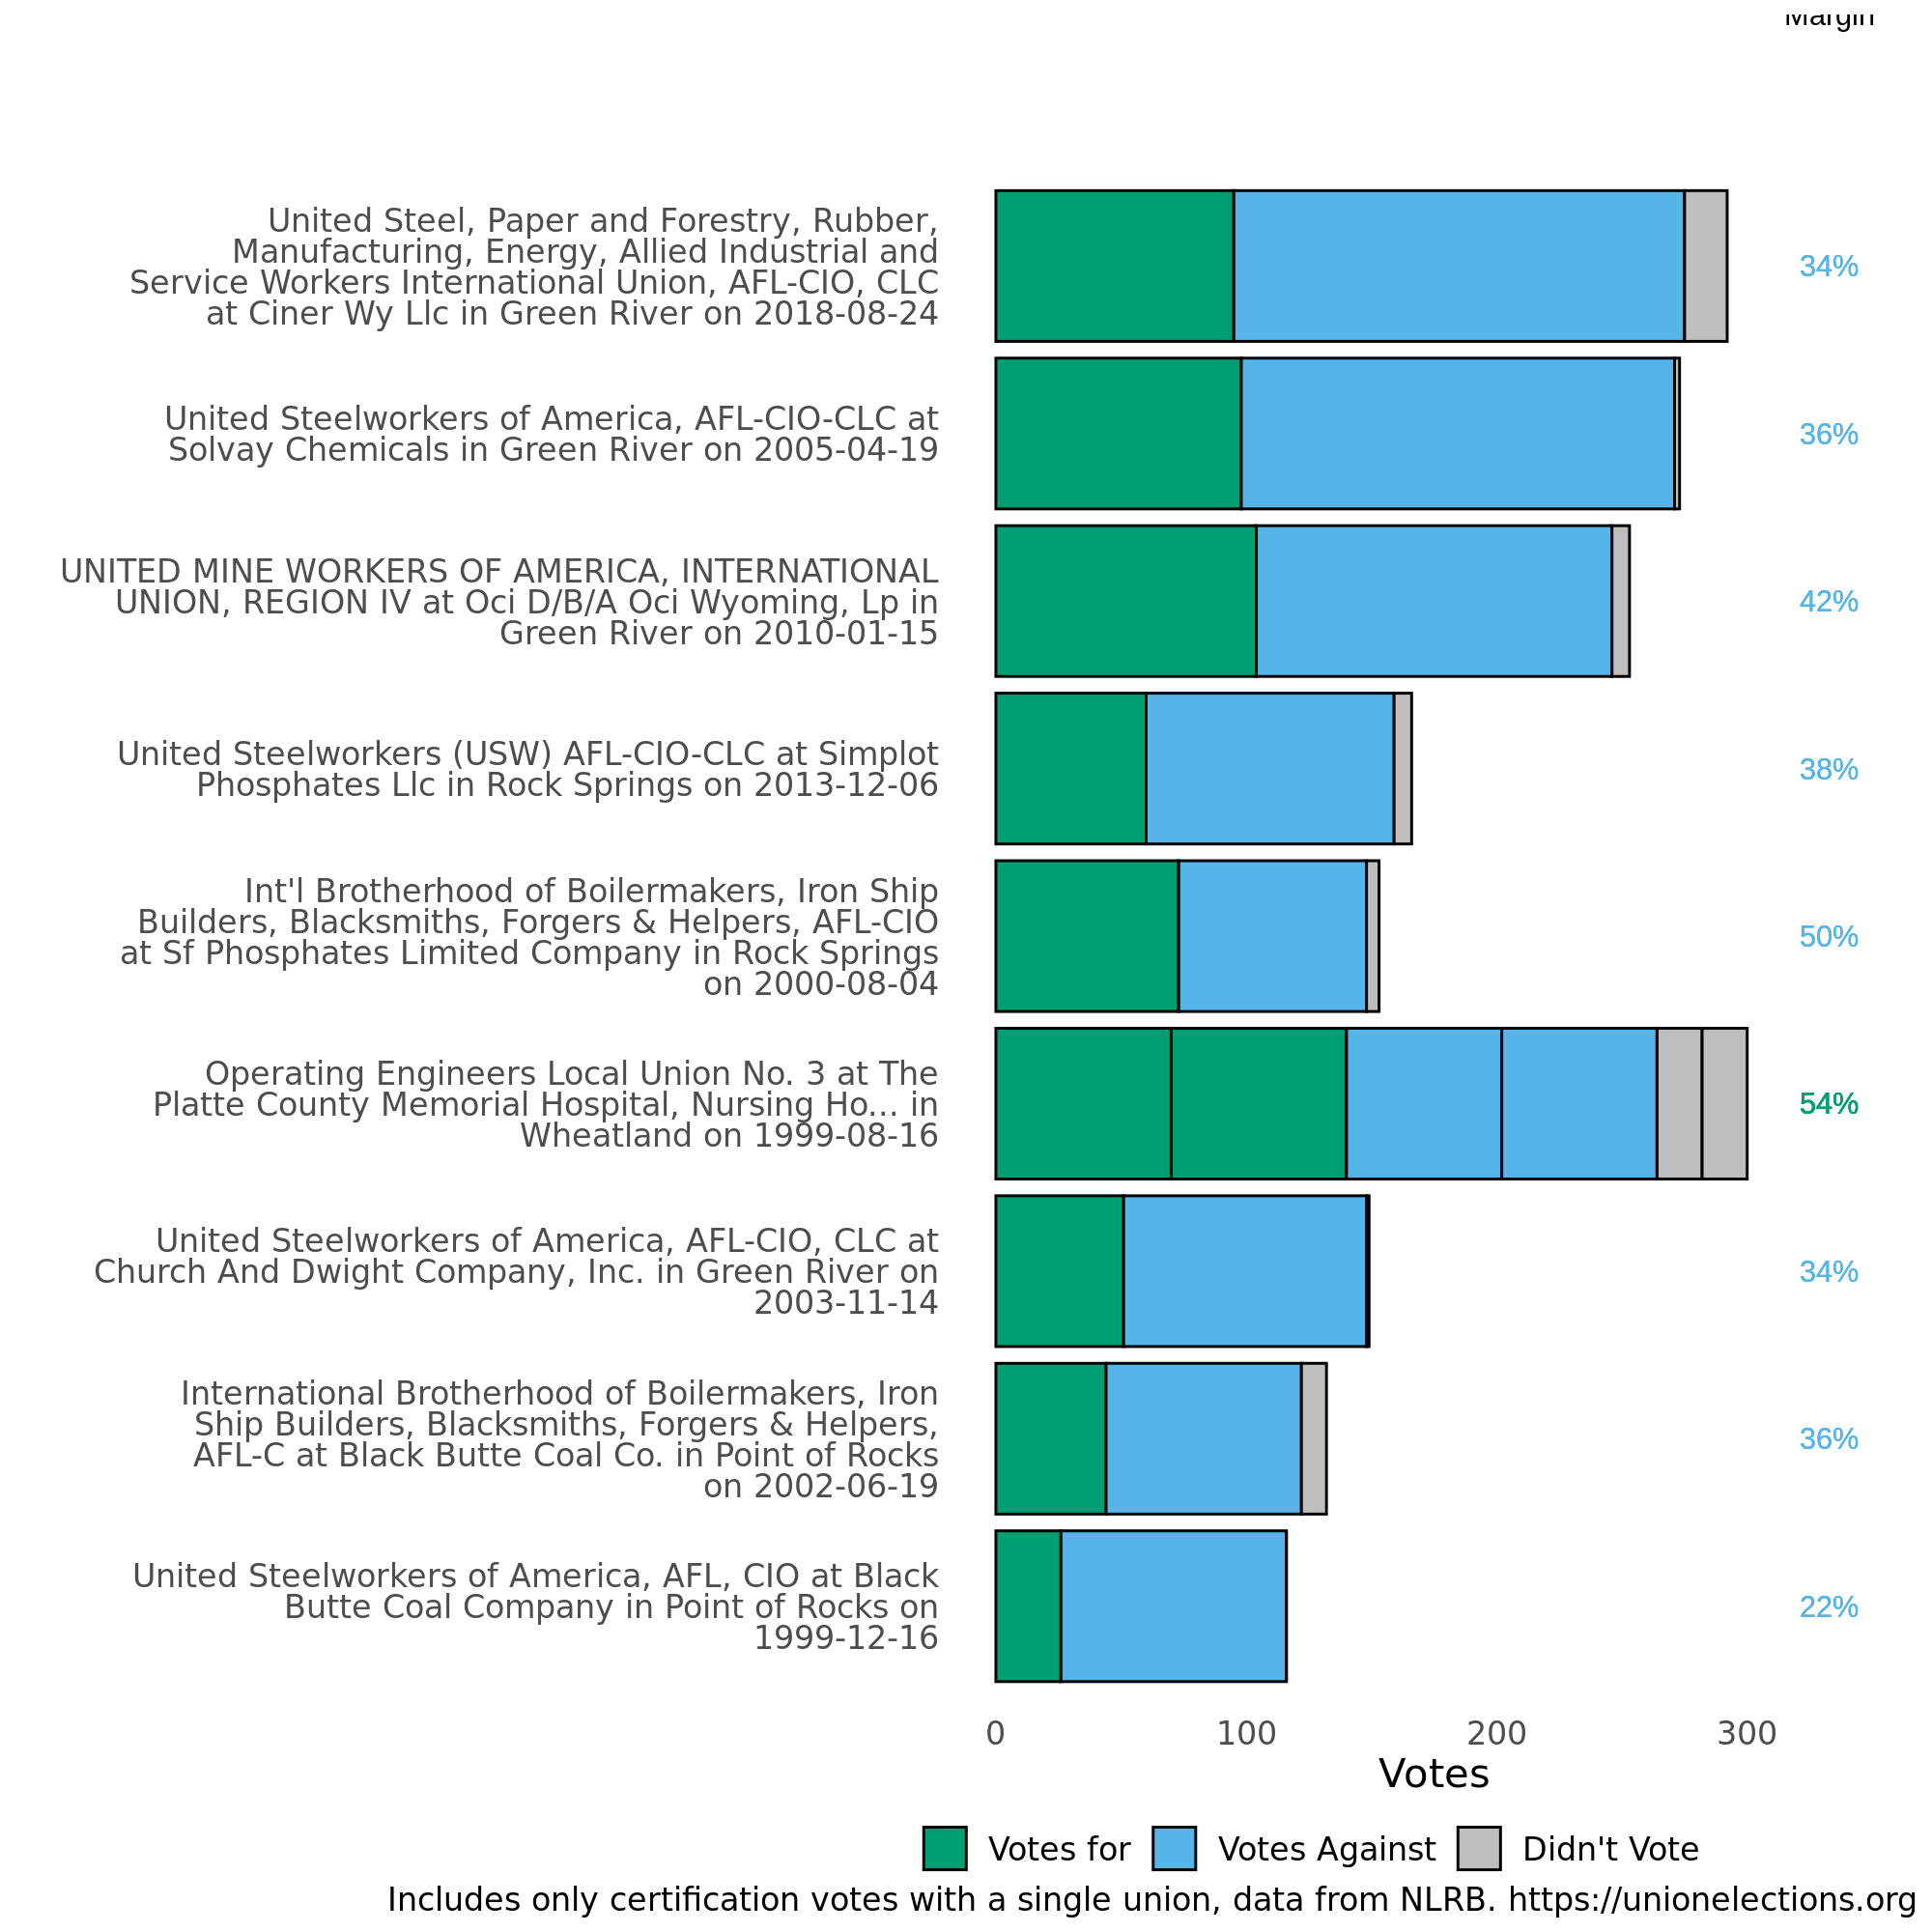 Margin
United Steel, Paper and Forestry, Rubber,
Manufacturing, Energy, Allied Industrial and
Service Workers International Union, AFL-CIO, CLC
at Ciner Wy Llc in Green River on 2018-08-24
34%
United Steelworkers of America, AFL-CIO-CLC at
Solvay Chemicals in Green River on 2005-04-19
36%
UNITED MINE WORKERS OF AMERICA, INTERNATIONAL
UNION, REGION IV at Oci D/B/A Oci Wyoming, Lp in
Green River on 2010-01-15
42%
United Steelworkers (USW) AFL-CIO-CLC at Simplot
Phosphates Llc in Rock Springs on 2013-12-06
38%
Int'l Brotherhood of Boilermakers, Iron Ship
Builders, Blacksmiths, Forgers & Helpers, AFL-CIO
at Sf Phosphates Limited Company in Rock Springs
on 2000-08-04
50%
Operating Engineers Local Union No. 3 at The
Platte County Memorial Hospital, Nursing Ho... in
Wheatland on 1999-08-16
54%
United Steelworkers of America, AFL-CIO, CLC at
Church And Dwight Company, Inc. in Green River on
2003-11-14
34%
International Brotherhood of Boilermakers, Iron
Ship Builders, Blacksmiths, Forgers & Helpers,
AFL-C at Black Butte Coal Co. in Point of Rocks
on 2002-06-19
36%
United Steelworkers of America, AFL, CIO at Black
Butte Coal Company in Point of Rocks on
1999-12-16
22%
0 100 200 300
Votes
Votes for Votes Against Didn't Vote
Includes only certification votes with a single union, data from NLRB. https://unionelections.org